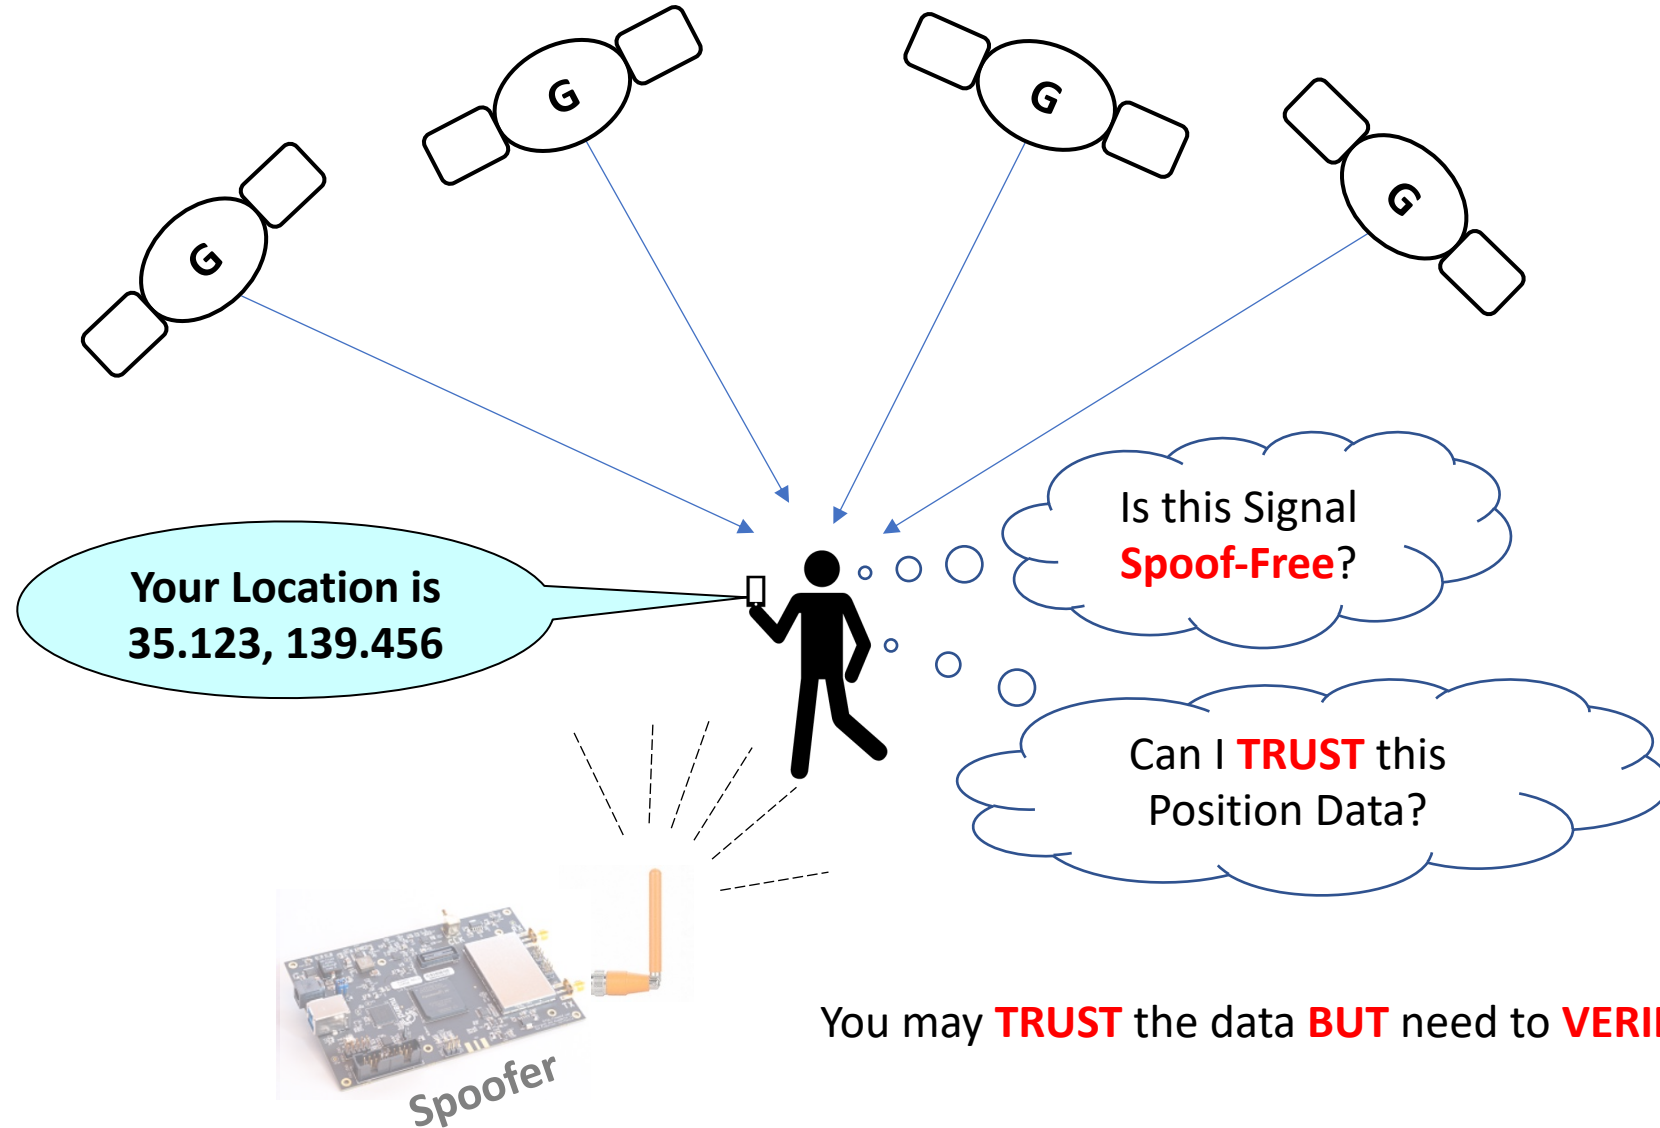 G
G
G
G
Is this Signal
Spoof-Free?
Your Location is
35.123, 139.456
Can I TRUST this
Position Data?
You may TRUST the data BUT need to
Spoofer